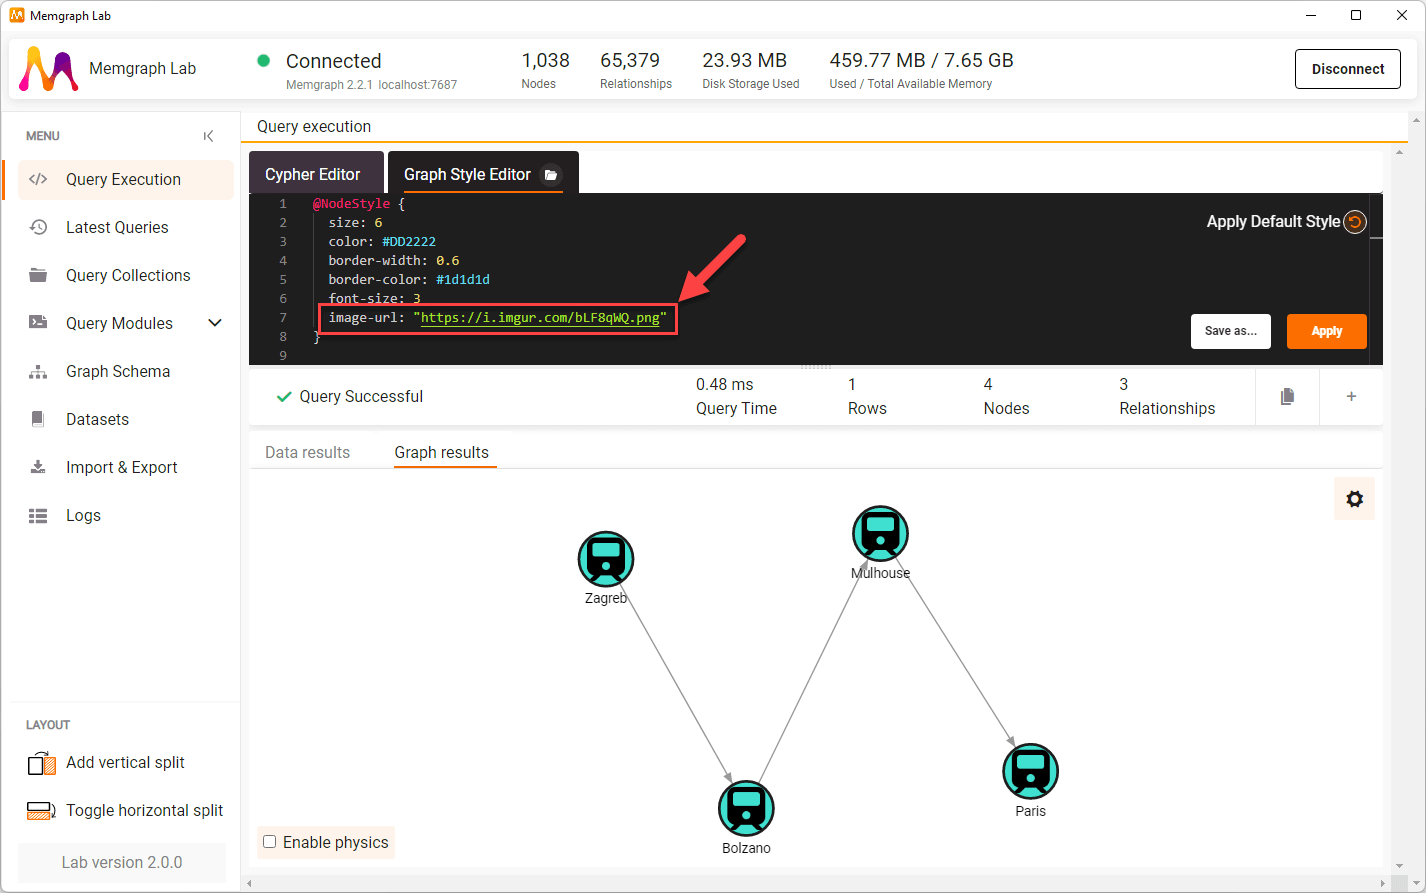 Memgraph Lab
Memgraph Lab
Connected
Memgraph 2.2.1 localhost:7687
1,038
Nodes
65,379
Relationships
23.93 MB
Disk Storage Used
459.77 MB / 7.65 GB
Used / Total Available Memory
Disconnect
MENU
Query Execution
Latest Queries
Query Collections
Query Modules
Graph Schema
Datasets
Import & Export
Logs
LAYOUT
Add vertical split
Toggle horizontal split
Lab version 2.0.0
Query execution
Cypher Editor
Graph Style Editor
1 @NodeStyle {
2 size: 6
3 color: #DD2222
4 border-width: 0.6
5 border-color: #1d1d1d
6 font-size: 3
7 image-url: "https://i.imgur.com/bLF8qWQ.png"
8 }
9
Apply Default Style
Save as...
Apply
Query Successful
0.48 ms
Query Time
1
Rows
4
Nodes
3
Relationships
+
Data results
Graph results
Zagreb
Mulhouse
Bolzano
Paris
Enable physics